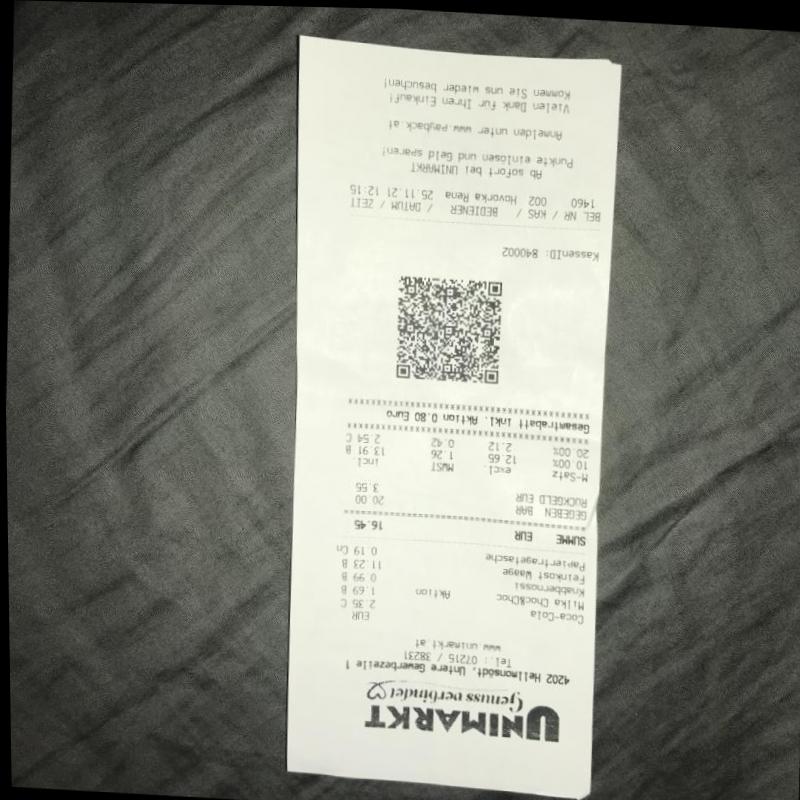 UNIMARKT
Genuss verbindet
4202 Hellmonsödt, Untere Gewerbezeile 1
Tel.: 07215 / 38231
www.unimarkt.at
EUR
Coca-Cola 2.35 C
Milka Choc&Choc Aktion 1.69 B
Knabbernossi 0.99 B
Feinkost Waage 11.23 B
Papiertragetasche 0.19 Cn
SUMME EUR 16.45
GEGEBEN BAR 20.00
RÜCKGELD EUR 3.55
M-Satz excl. MWST incl.
10.00% 12.65 1.26 13.91 B
20.00% 2.12 0.42 2.54 C
Gesamtrabatt inkl. Aktion 0.80 Euro
KassenID: 840002
BEL NR / KAS / BEDIENER / DATUM / ZEIT
1460 002 Hovorka Rena 25.11.21 12:15
Ab sofort bei UNIMARKT
Punkte einlösen und Geld sparen!
Anmelden unter www.payback.at
Vielen Dank für Ihren Einkauf!
Kommen Sie uns wieder besuchen!